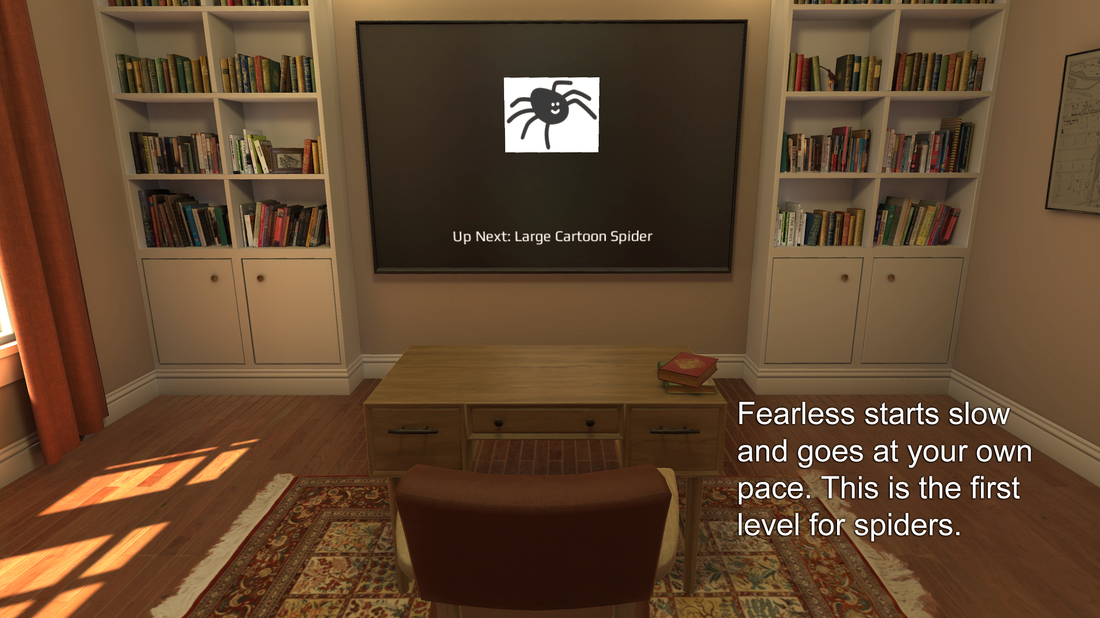 Up Next: Large Cartoon Spider
Fearless starts slow
and goes at your own
pace. This is the first
level for spiders.